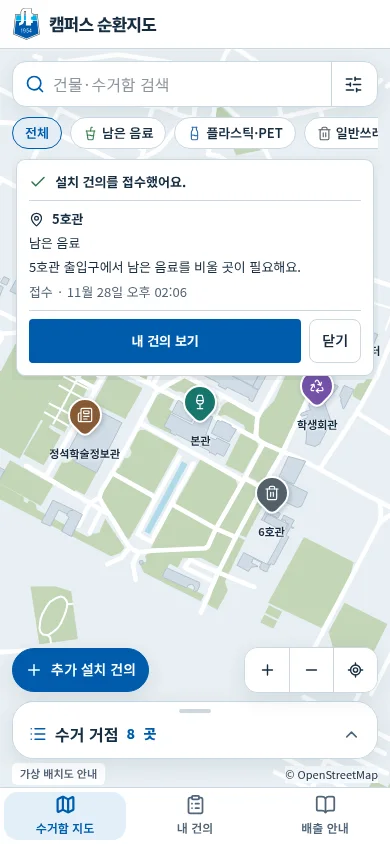 1954
캠퍼스 순환지도
건물·수거함 검색
전체
남은 음료
플라스틱·PET
일반쓰레
설치 건의를 접수했어요.
5호관
남은 음료
5호관 출입구에서 남은 음료를 비울 곳이 필요해요.
접수 · 11월 28일 오후 02:06
내 건의 보기
닫기
터
학생회관
본관
정석학술정보관
6호관
추가 설치 건의
수거 거점 8 곳
가상 배치도 안내
© OpenStreetMap
수거함 지도
내 건의
배출 안내